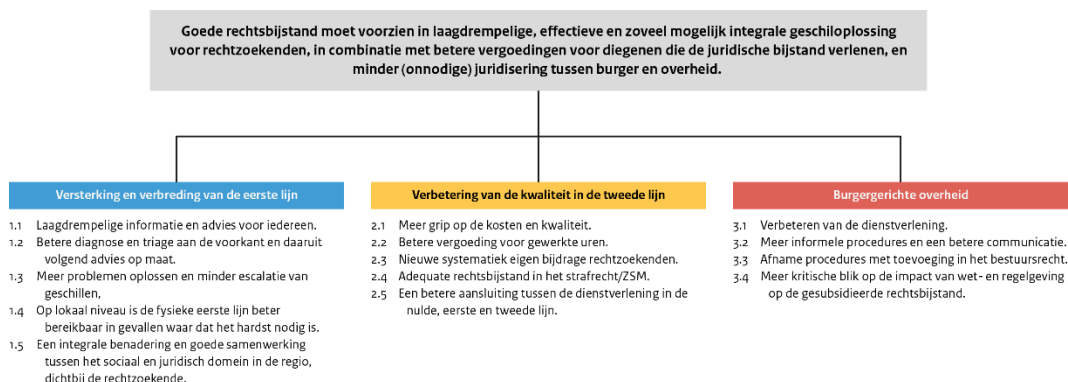 Goede rechtsbijstand moet voorzien in laagdrempelige, effectieve en zoveel mogelijk integrale geschiloplossing
voor rechtzoekenden, in combinatie met betere vergoedingen voor diegenen die de juridische bijstand verlenen, en
minder (onnodige) juridisering tussen burger en overheid.
Versterking en verbreding van de eerste lijn
1.1 Laagdrempelige informatie en advies voor iedereen.
1.2 Betere diagnose en triage aan de voorkant en daaruit
volgend advies op maat.
1.3 Meer problemen oplossen en minder escalatie van
geschillen,
1.4 Op lokaal niveau is de fysieke eerste lijn beter
bereikbaar in gevallen waar dat het hardst nodig is.
1.5 Een integrale benadering en goede samenwerking
tussen het sociaal en juridisch domein in de regio,
dichtbij de rechtzoekende.
Verbetering van de kwaliteit in de tweede lijn
2.1 Meer grip op de kosten en kwaliteit.
2.2 Betere vergoeding voor gewerkte uren.
2.3 Nieuwe systematiek eigen bijdrage rechtzoekenden.
2.4 Adequate rechtsbijstand in het strafrecht/ZSM.
2.5 Een betere aansluiting tussen de dienstverlening in de
nulde, eerste en tweede lijn.
Burgergerichte overheid
3.1 Verbeteren van de dienstverlening.
3.2 Meer informele procedures en een betere communicatie.
3.3 Afname procedures met toevoeging in het bestuursrecht.
3.4 Meer kritische blik op de impact van wet- en regelgeving
op de gesubsidieerde rechtsbijstand.